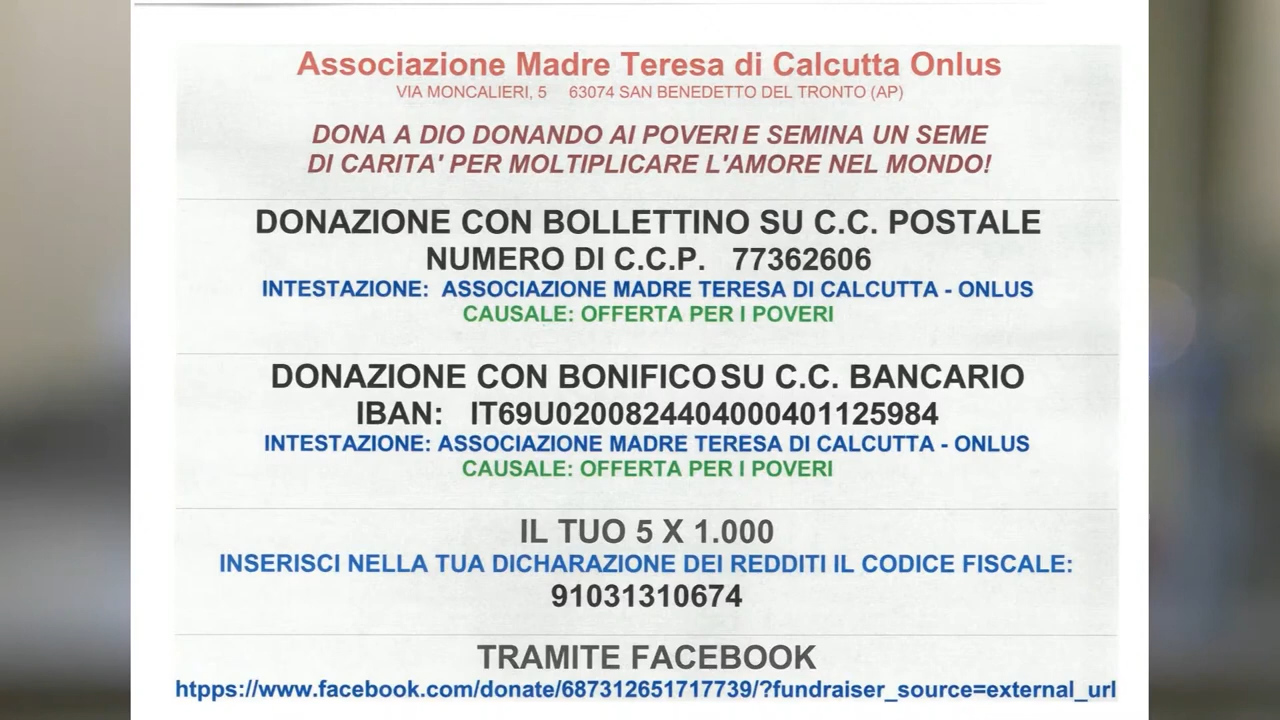 Associazione Madre Teresa di Calcutta Onlus
VIA MONCALIERI, 5 63074 SAN BENEDETTO DEL TRONTO (AP)
DONA A DIO DONANDO AI POVERI E SEMINA UN SEME
DI CARITA' PER MOLTIPLICARE L'AMORE NEL MONDO!
DONAZIONE CON BOLLETTINO SU C.C. POSTALE
NUMERO DI C.C.P. 77362606
INTESTAZIONE: ASSOCIAZIONE MADRE TERESA DI CALCUTTA - ONLUS
CAUSALE: OFFERTA PER I POVERI
DONAZIONE CON BONIFICO SU C.C. BANCARIO
IBAN: IT69U0200824404000401125984
INTESTAZIONE: ASSOCIAZIONE MADRE TERESA DI CALCUTTA - ONLUS
CAUSALE: OFFERTA PER I POVERI
IL TUO 5 X 1.000
INSERISCI NELLA TUA DICHARAZIONE DEI REDDITI IL CODICE FISCALE:
91031310674
TRAMITE FACEBOOK
htpps://www.facebook.com/donate/687312651717739/?fundraiser_source=external_url